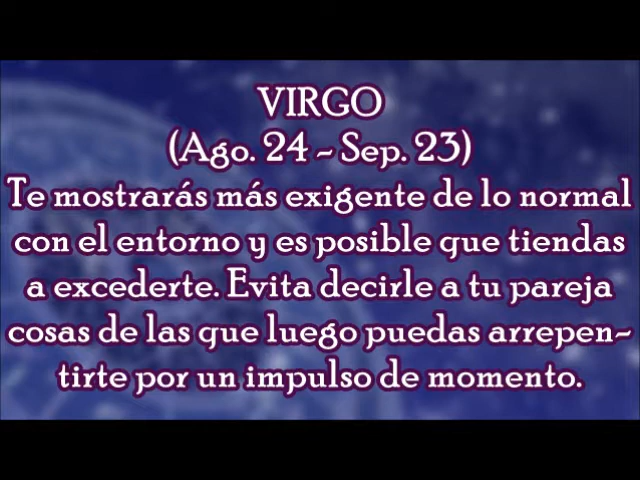 VIRGO
(Ago. 24 - Sep. 23)
Te mostrarás más exigente de lo normal
con el entorno y es posible que tiendas
a excederte. Evita decirle a tu pareja
cosas de las que luego puedas arrepen-
tirte por un impulso de momento.